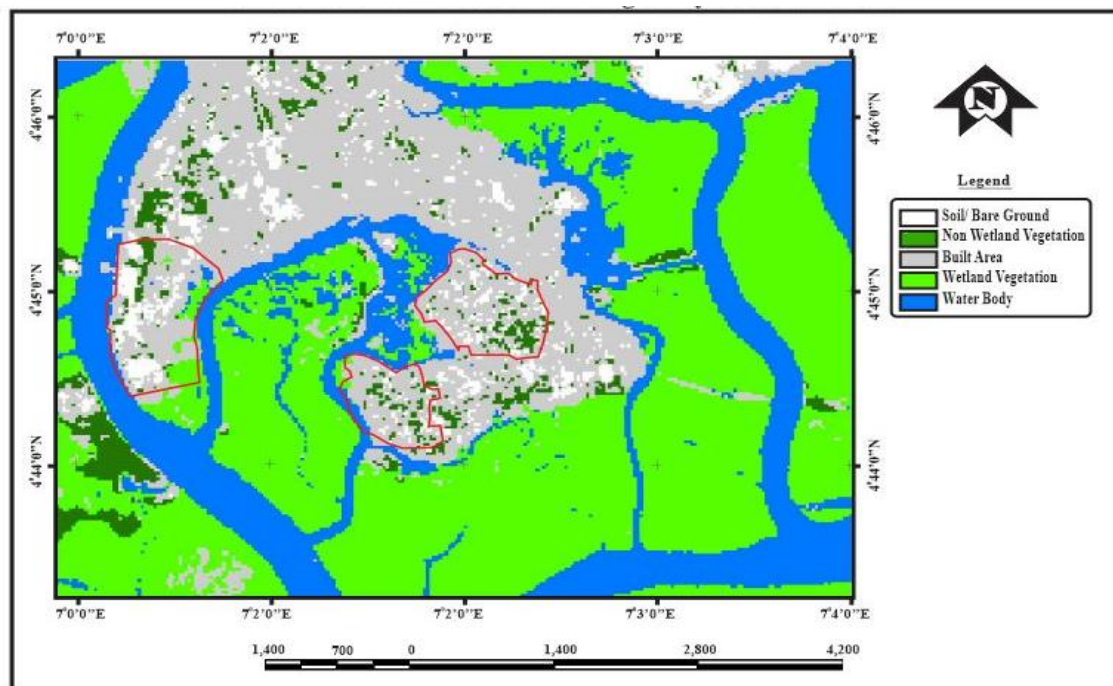 7°0'0"E 7°2'0"E 7°2'0"E 7°3'0"E 7°4'0"E
4°46'0"N 4°46'0"N
N
Legend
Soil/ Bare Ground
Non Wetland Vegetation
Built Area
Wetland Vegetation
Water Body
4°45'0"N 4°45'0"N
4°44'0"N 4°44'0"N
7°0'0"E 7°2'0"E 7°2'0"E 7°3'0"E 7°4'0"E
1,400 700 0 1,400 2,800 4,200